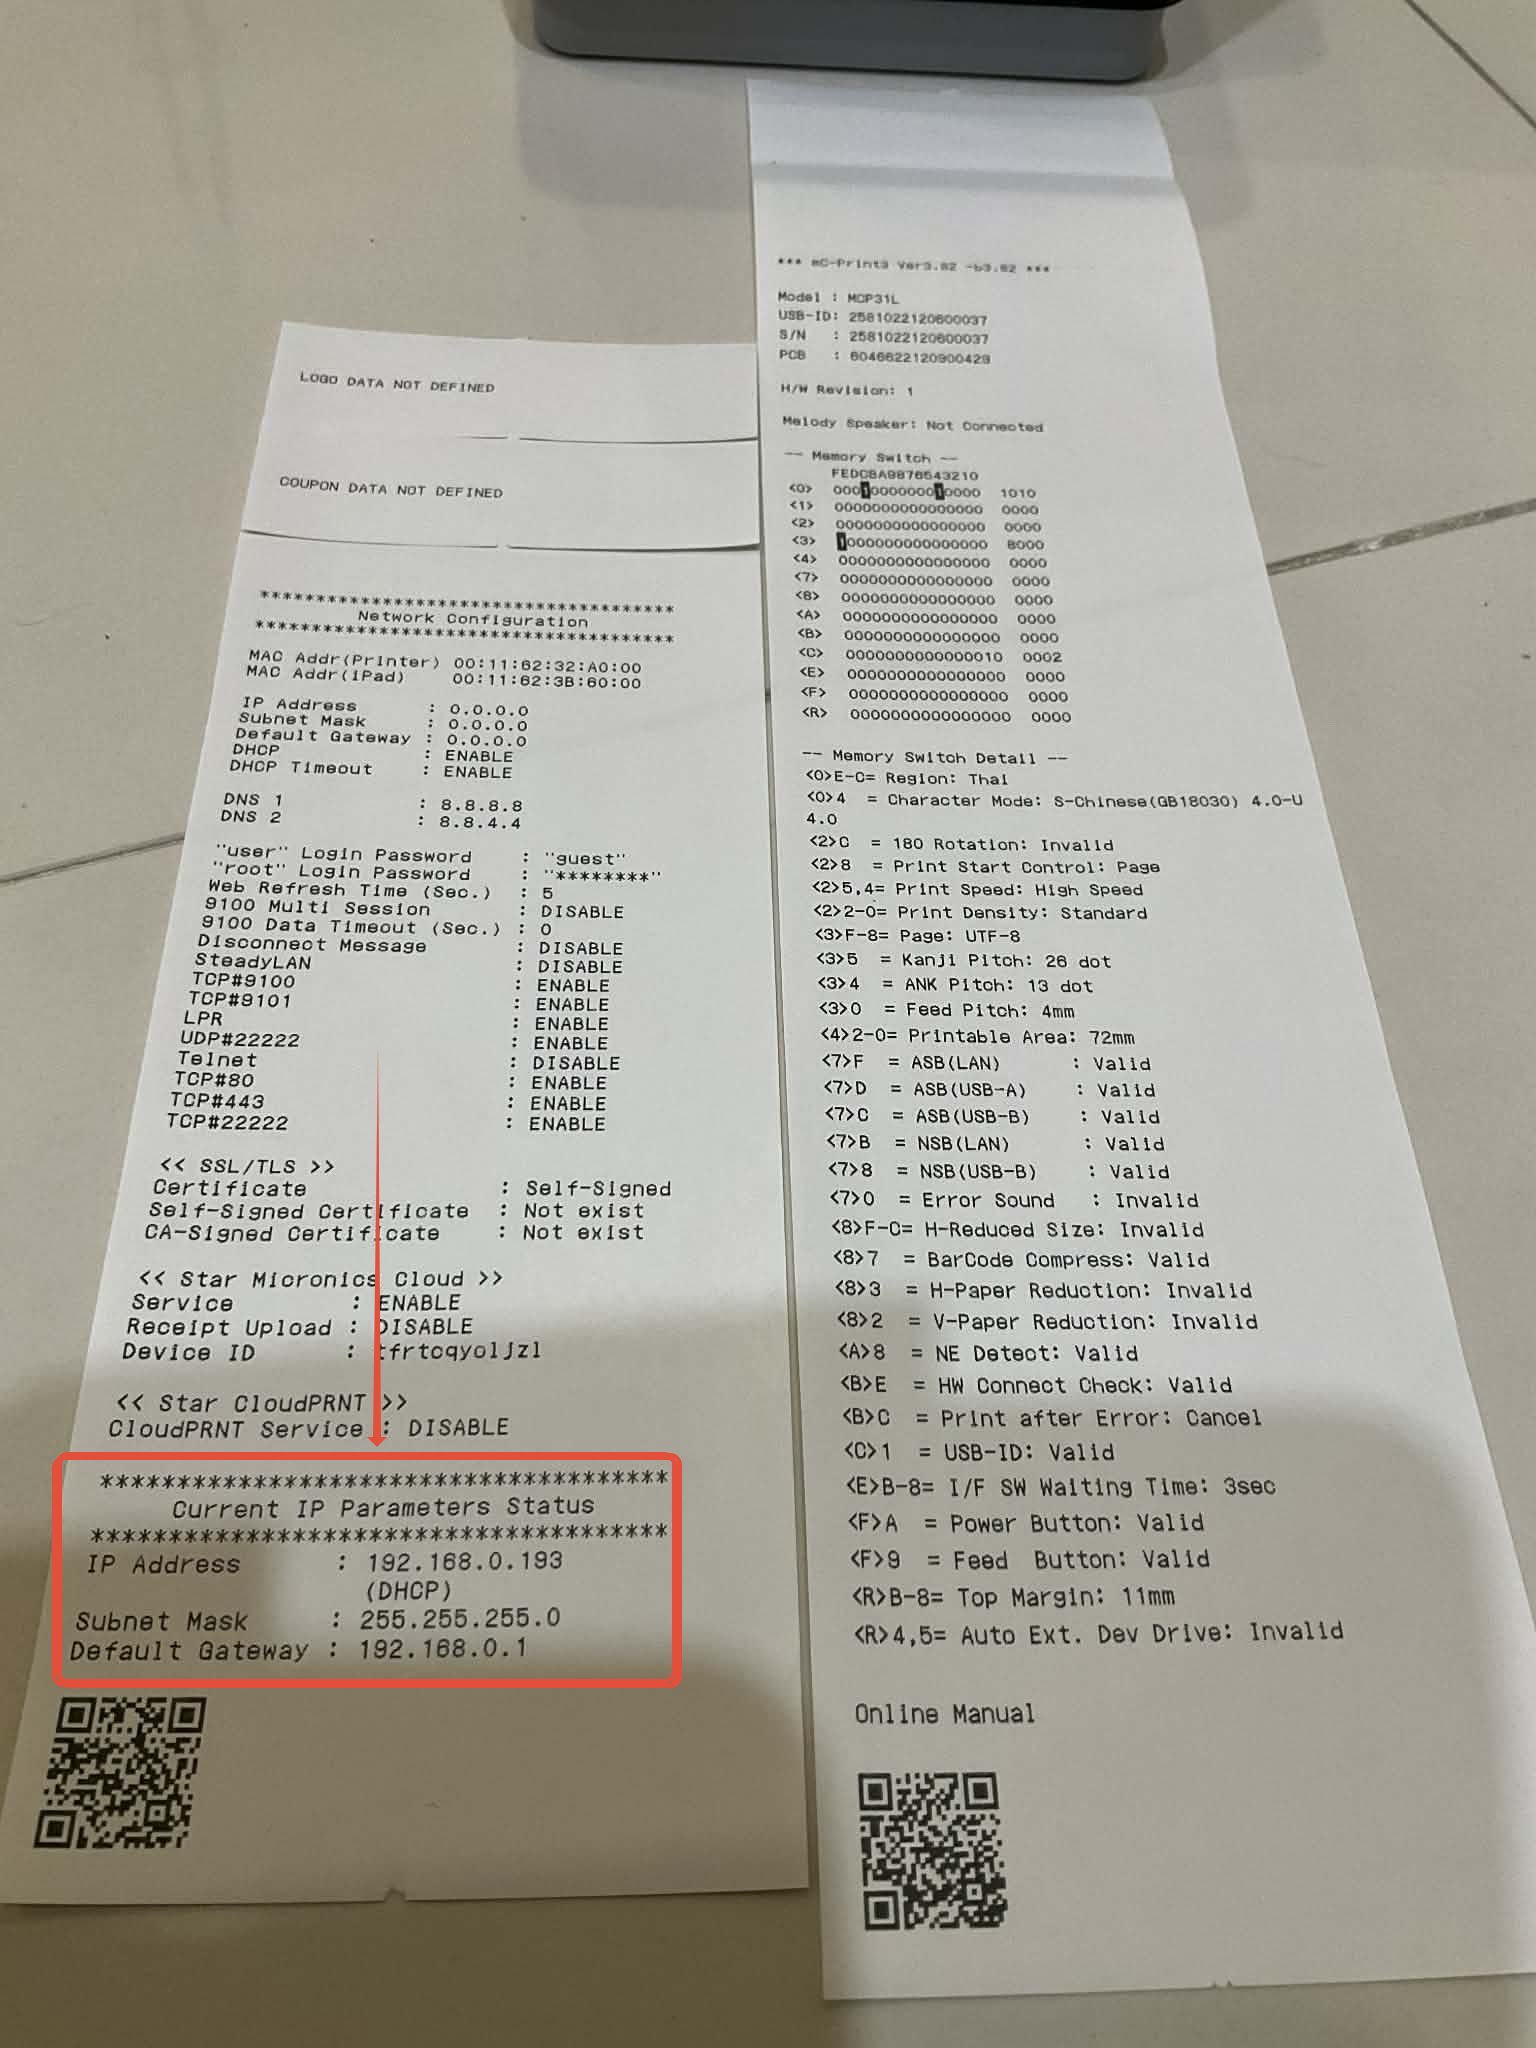 LOGO DATA NOT DEFINED
COUPON DATA NOT DEFINED
*************************************
Network Configuration
*************************************
MAC Addr(Printer) 00:11:62:32:A0:00
MAC Addr(iPad) 00:11:62:3B:60:00
IP Address : 0.0.0.0
Subnet Mask : 0.0.0.0
Default Gateway : 0.0.0.0
DHCP : ENABLE
DHCP Timeout : ENABLE
DNS 1 : 8.8.8.8
DNS 2 : 8.8.4.4
"user" Login Password : "guest"
"root" Login Password : "********"
Web Refresh Time (Sec.) : 5
9100 Multi Session : DISABLE
9100 Data Timeout (Sec.) : 0
Disconnect Message : DISABLE
SteadyLAN : DISABLE
TCP#9100 : ENABLE
TCP#9101 : ENABLE
LPR : ENABLE
UDP#22222 : ENABLE
Telnet : DISABLE
TCP#80 : ENABLE
TCP#443 : ENABLE
TCP#22222 : ENABLE
<< SSL/TLS >>
Certificate : Self-Signed
Self-Signed Certificate : Not exist
CA-Signed Certificate : Not exist
<< Star Micronics Cloud >>
Service : ENABLE
Receipt Upload : DISABLE
Device ID : tfrtcqyoljzl
<< Star CloudPRNT >>
CloudPRNT Service : DISABLE
*************************************
Current IP Parameters Status
*************************************
IP Address : 192.168.0.193
(DHCP)
Subnet Mask : 255.255.255.0
Default Gateway : 192.168.0.1
*** mC-Print3 Ver3.82 -b3.82 ***
Model : MCP31L
USB-ID: 2581022120600037
S/N : 2581022120600037
PCB : 6046622120900429
H/W Revision: 1
Melody Speaker: Not Connected
-- Memory Switch --
FEDCBA9876543210
<0> 0001000000010000 1010
<1> 0000000000000000 0000
<2> 0000000000000000 0000
<3> 1000000000000000 8000
<4> 0000000000000000 0000
<7> 0000000000000000 0000
<8> 0000000000000000 0000
<A> 0000000000000000 0000
<B> 0000000000000000 0000
<C> 0000000000000010 0002
<E> 0000000000000000 0000
<F> 0000000000000000 0000
<R> 0000000000000000 0000
-- Memory Switch Detail --
<0>E-C= Region: Thai
<0>4 = Character Mode: S-Chinese(GB18030) 4.0-U
4.0
<2>C = 180 Rotation: Invalid
<2>8 = Print Start Control: Page
<2>5,4= Print Speed: High Speed
<2>2-0= Print Density: Standard
<3>F-8= Page: UTF-8
<3>5 = Kanji Pitch: 26 dot
<3>4 = ANK Pitch: 13 dot
<3>0 = Feed Pitch: 4mm
<4>2-0= Printable Area: 72mm
<7>F = ASB(LAN) : Valid
<7>D = ASB(USB-A) : Valid
<7>C = ASB(USB-B) : Valid
<7>B = NSB(LAN) : Valid
<7>8 = NSB(USB-B) : Valid
<7>0 = Error Sound : Invalid
<8>F-C= H-Reduced Size: Invalid
<8>7 = BarCode Compress: Valid
<8>3 = H-Paper Reduction: Invalid
<8>2 = V-Paper Reduction: Invalid
<A>8 = NE Detect: Valid
<B>E = HW Connect Check: Valid
<B>C = Print after Error: Cancel
<C>1 = USB-ID: Valid
<E>B-8= I/F SW Waiting Time: 3sec
<F>A = Power Button: Valid
<F>9 = Feed Button: Valid
<R>B-8= Top Margin: 11mm
<R>4,5= Auto Ext. Dev Drive: Invalid
Online Manual